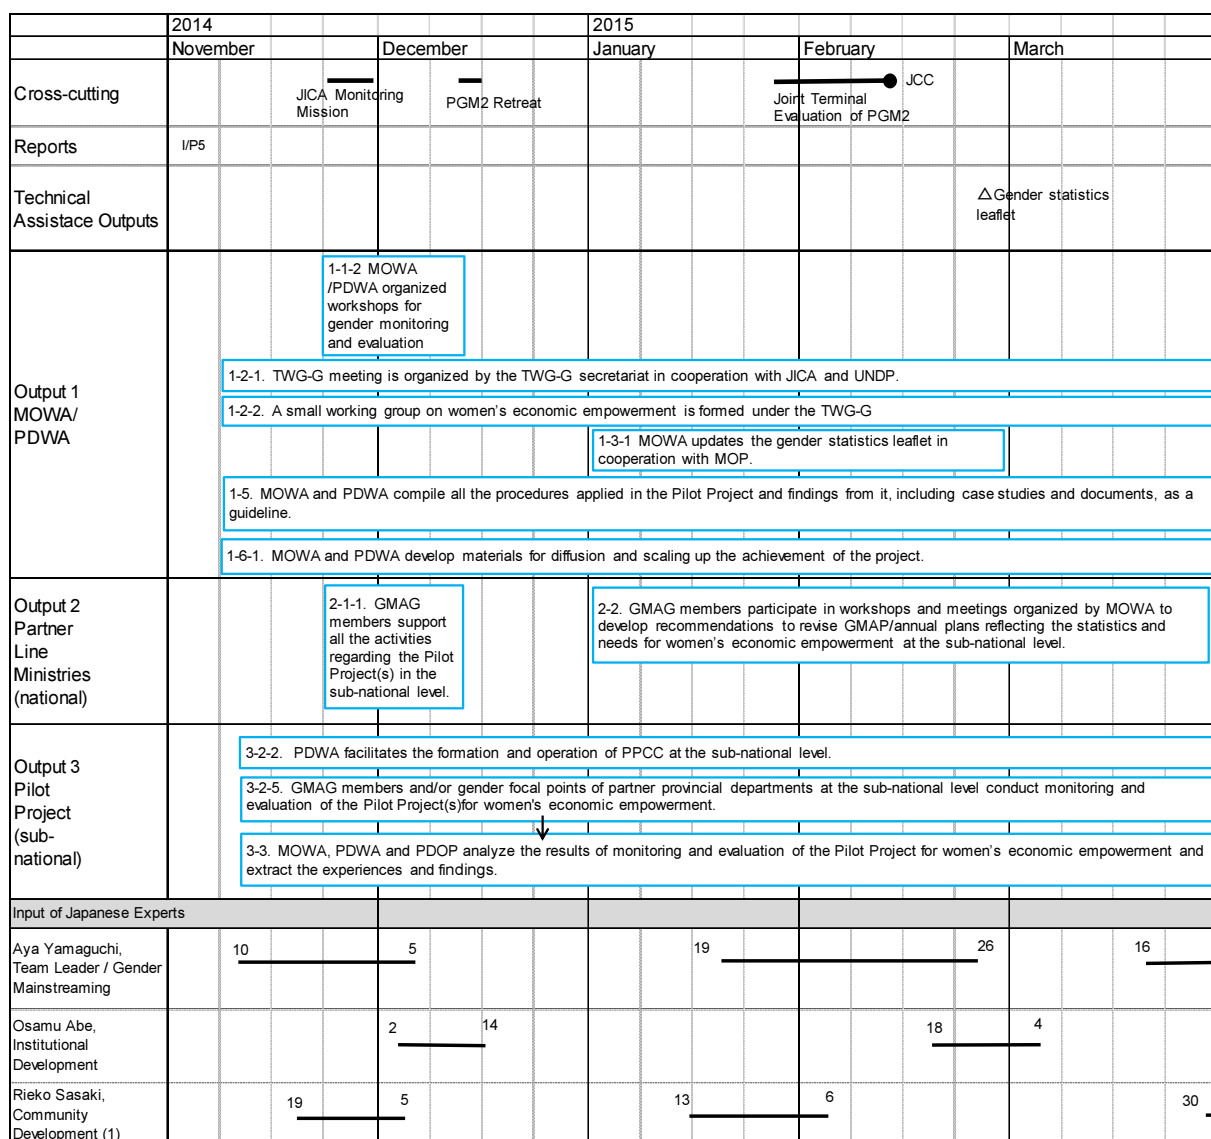 2014
2015
November
December
January
February
March
Cross-cutting
JICA Monitoring
Mission
PGM2 Retreat
Joint Terminal
Evaluation of PGM2
JCC
Reports
I/P5
Technical
Assistace Outputs
△Gender statistics
leaflet
Output 1
MOWA/
PDWA
1-1-2 MOWA
/PDWA organized
workshops for
gender monitoring
and evaluation
1-2-1. TWG-G meeting is organized by the TWG-G secretariat in cooperation with JICA and UNDP.
1-2-2. A small working group on women's economic empowerment is formed under the TWG-G
1-3-1 MOWA updates the gender statistics leaflet in
cooperation with MOP.
1-5. MOWA and PDWA compile all the procedures applied in the Pilot Project and findings from it, including case studies and documents, as a
guideline.
1-6-1. MOWA and PDWA develop materials for diffusion and scaling up the achievement of the project.
Output 2
Partner
Line
Ministries
(national)
2-1-1. GMAG
members support
all the activities
regarding the Pilot
Project(s) in the
sub-national level.
2-2. GMAG members participate in workshops and meetings organized by MOWA to
develop recommendations to revise GMAP/annual plans reflecting the statistics and
needs for women's economic empowerment at the sub-national level.
Output 3
Pilot
Project
(sub-
national)
3-2-2. PDWA facilitates the formation and operation of PPCC at the sub-national level.
3-2-5. GMAG members and/or gender focal points of partner provincial departments at the sub-national level conduct monitoring and
evaluation of the Pilot Project(s)for women's economic empowerment.
3-3. MOWA, PDWA and PDOP analyze the results of monitoring and evaluation of the Pilot Project for women's economic empowerment and
extract the experiences and findings.
Input of Japanese Experts
Aya Yamaguchi,
Team Leader / Gender
Mainstreaming
10
5
19
26
16
Osamu Abe,
Institutional
Development
2
14
18
4
Rieko Sasaki,
Community
Development (1)
19
5
13
6
30